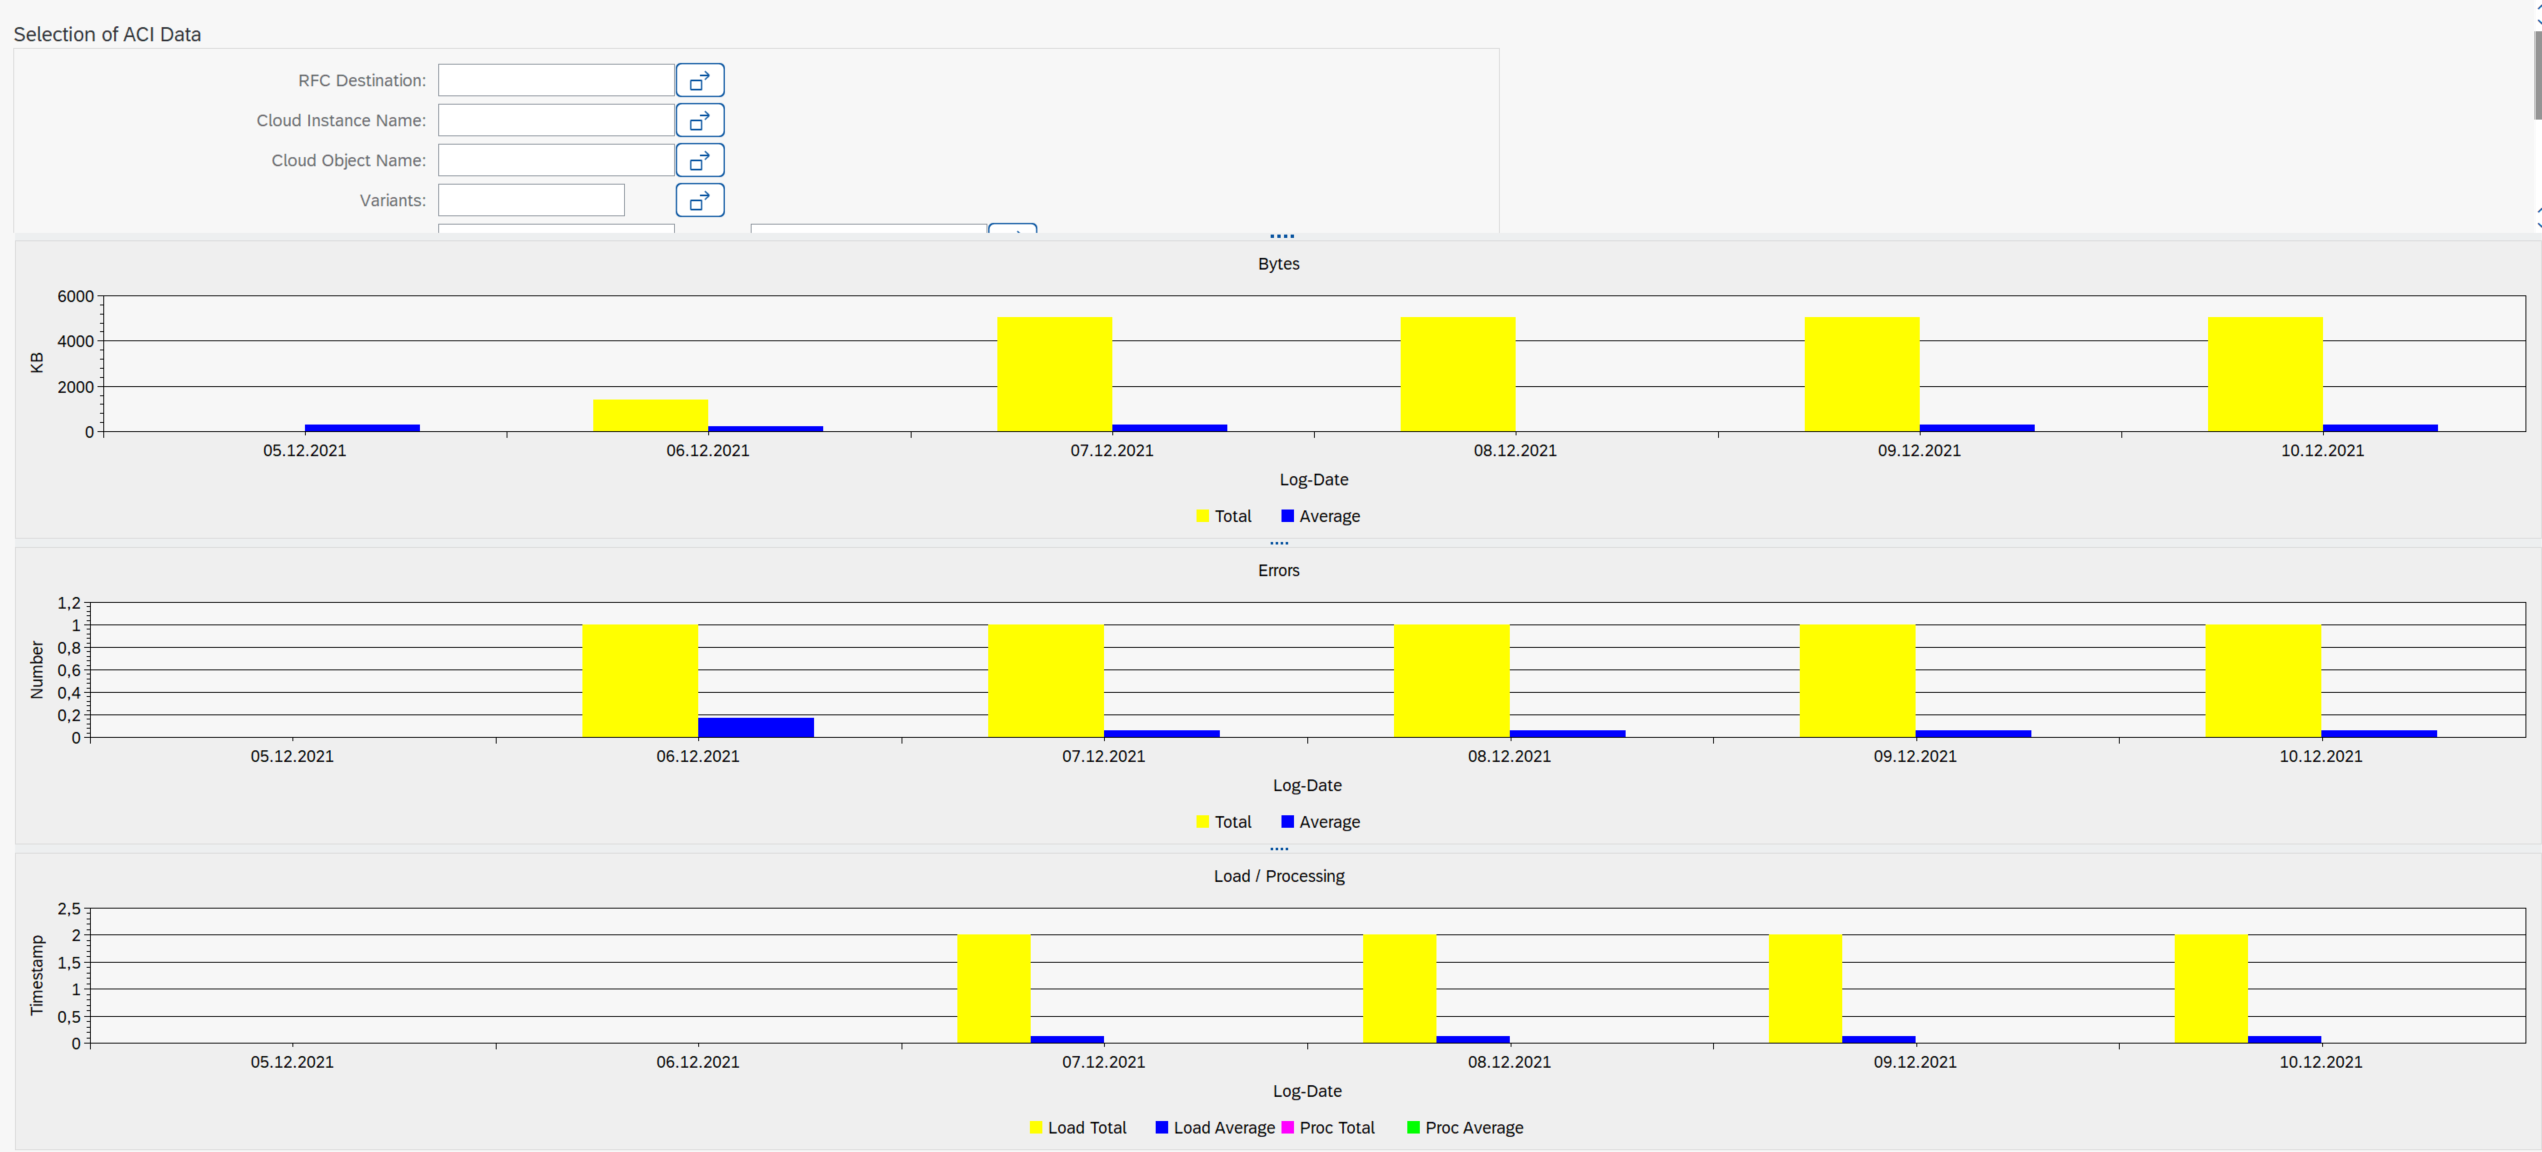 Selection of ACI Data
RFC Destination:
Cloud Instance Name:
Cloud Object Name:
Variants:
Bytes
6000
4000
2000
0
KB
05.12.2021 06.12.2021 07.12.2021 08.12.2021 09.12.2021 10.12.2021
Log-Date
Total Average
Errors
1,2
1
0,8
0,6
0,4
0,2
0
Number
05.12.2021 06.12.2021 07.12.2021 08.12.2021 09.12.2021 10.12.2021
Log-Date
Total Average
Load / Processing
2,5
2
1,5
1
0,5
0
Timestamp
05.12.2021 06.12.2021 07.12.2021 08.12.2021 09.12.2021 10.12.2021
Log-Date
Load Total Load Average Proc Total Proc Average